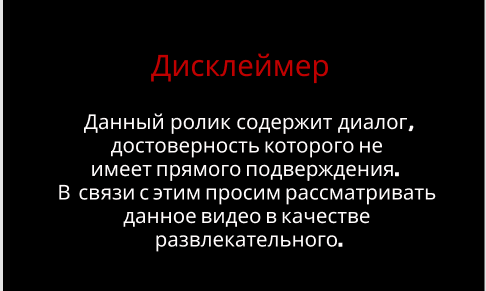 Дисклеймер
Данный ролик содержит диалог,
достоверность которого не
имеет прямого подверждения.
В связи с этим просим рассматривать
данное видео в качестве
развлекательного.